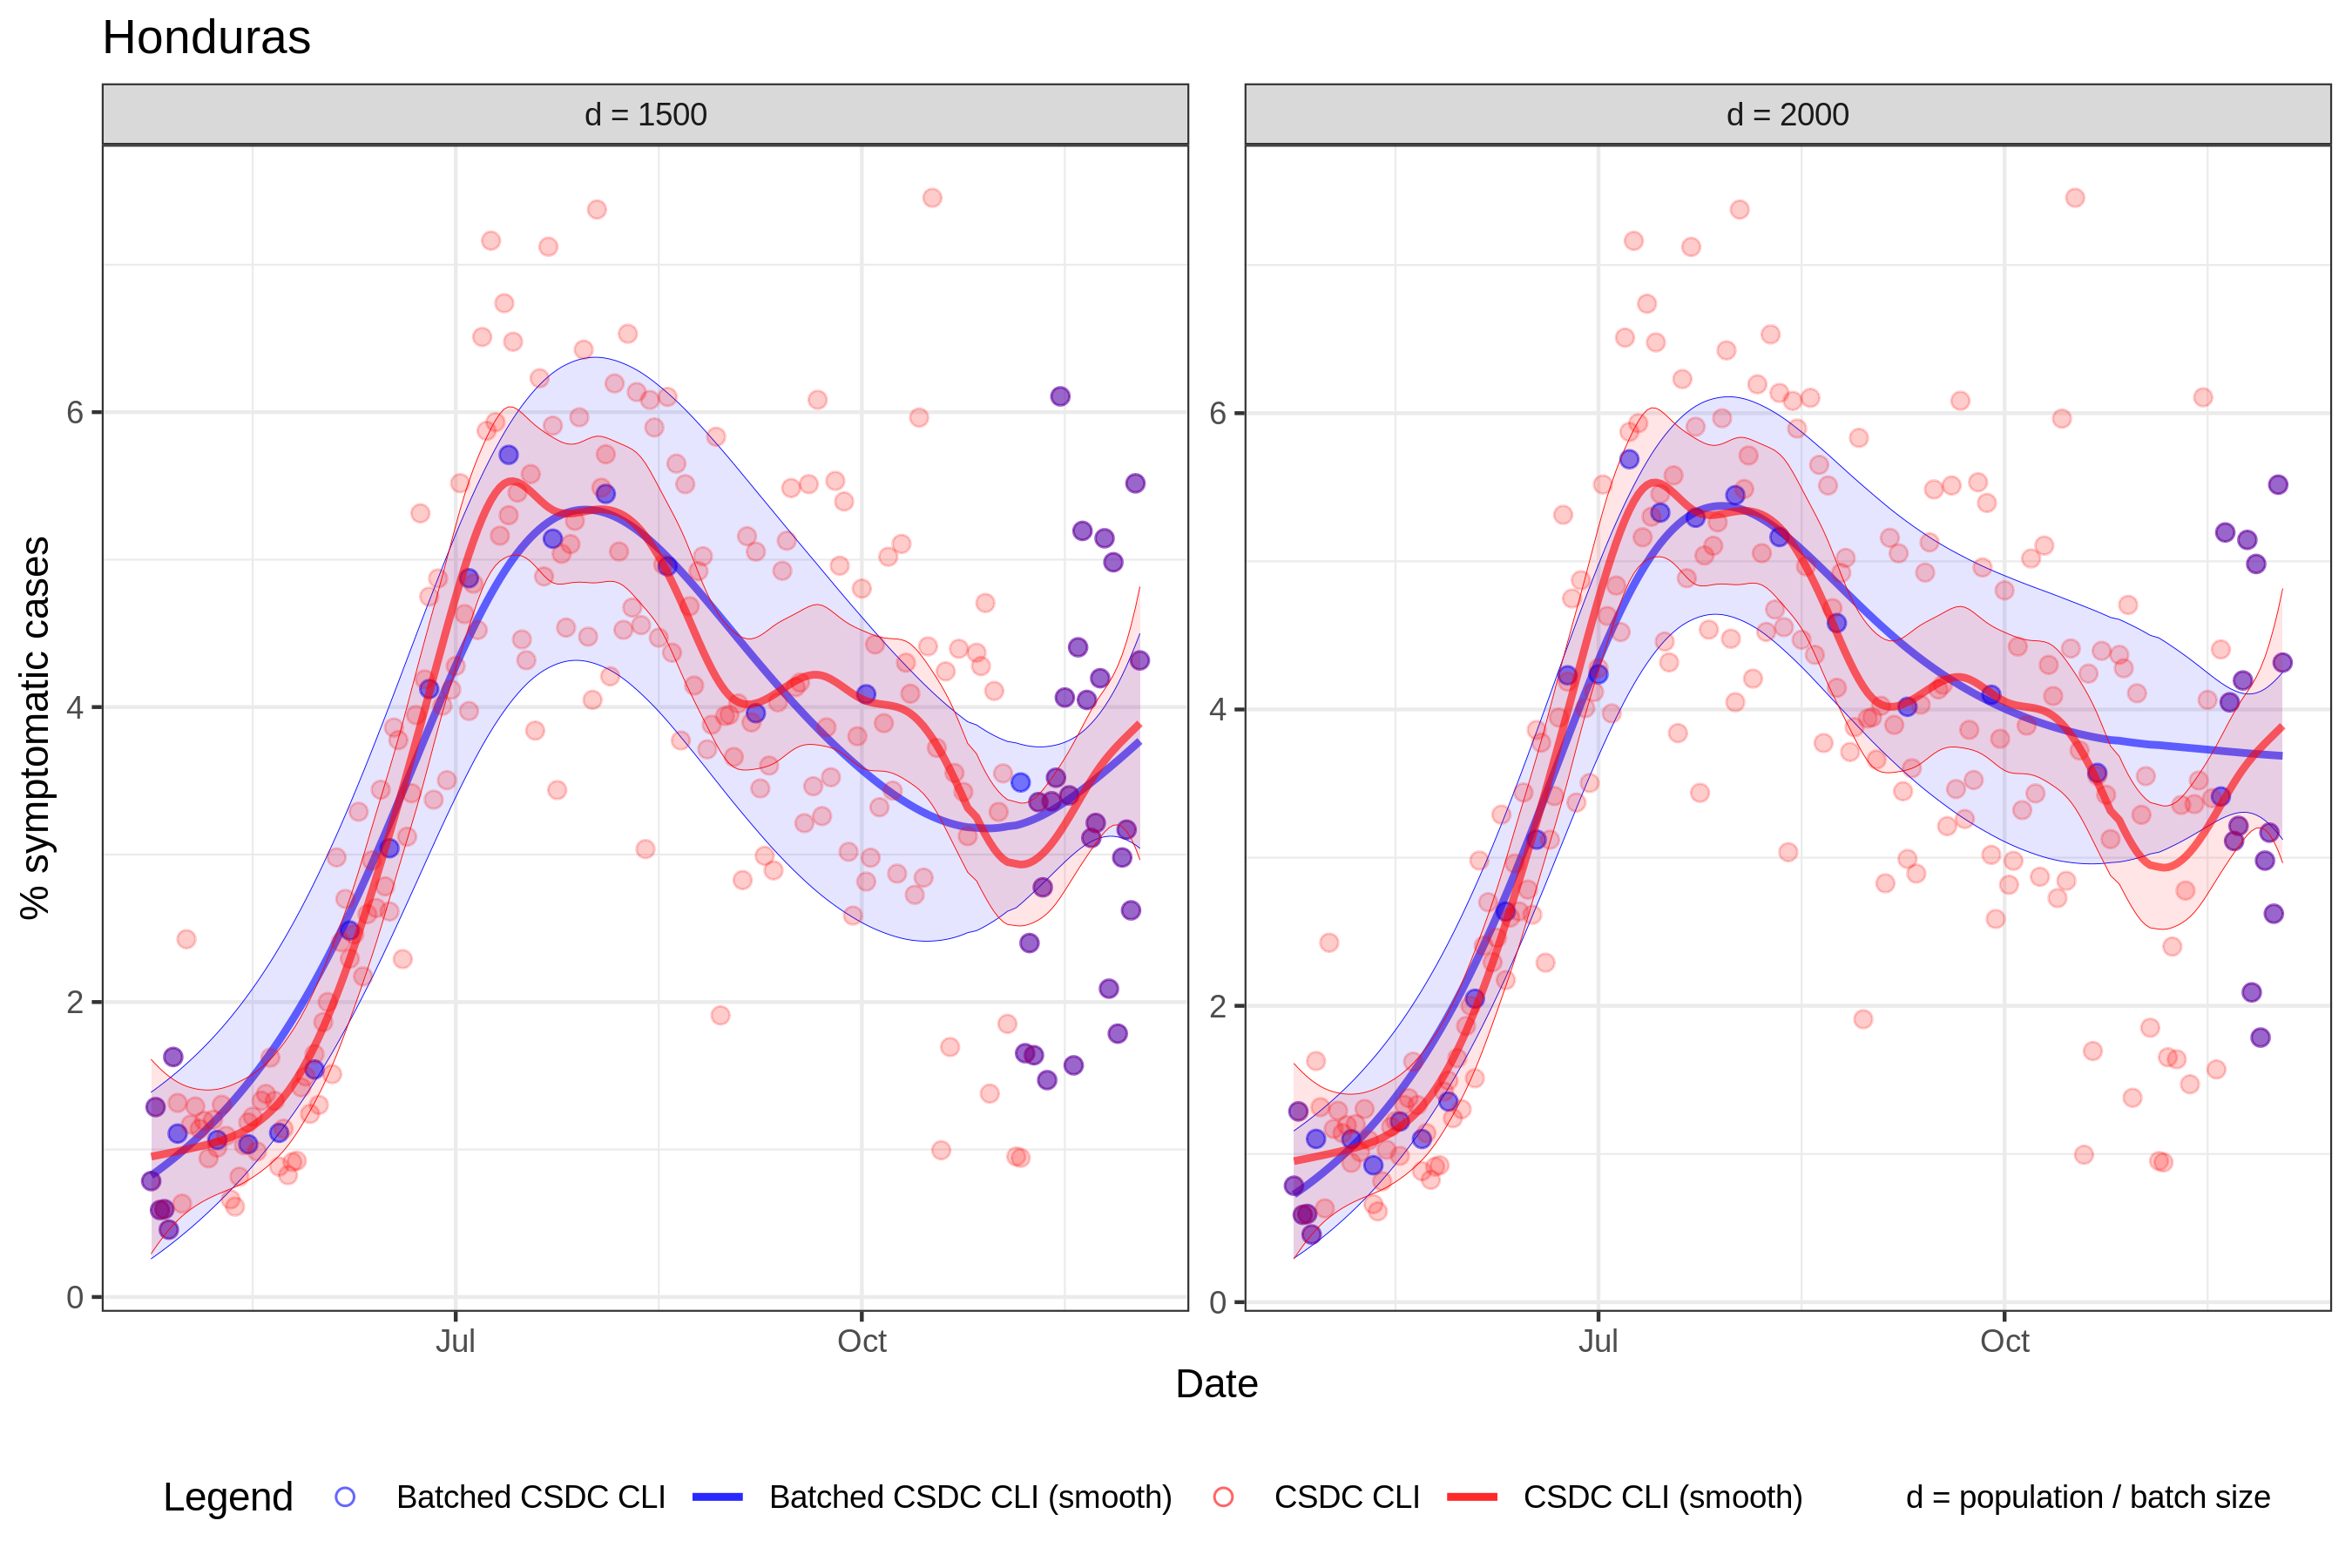 Honduras
d = 1500
d = 2000
% symptomatic cases
6
4
2
0
6
4
2
0
Jul
Oct
Jul
Oct
Date
Legend
Batched CSDC CLI
Batched CSDC CLI (smooth)
CSDC CLI
CSDC CLI (smooth)
d = population / batch size